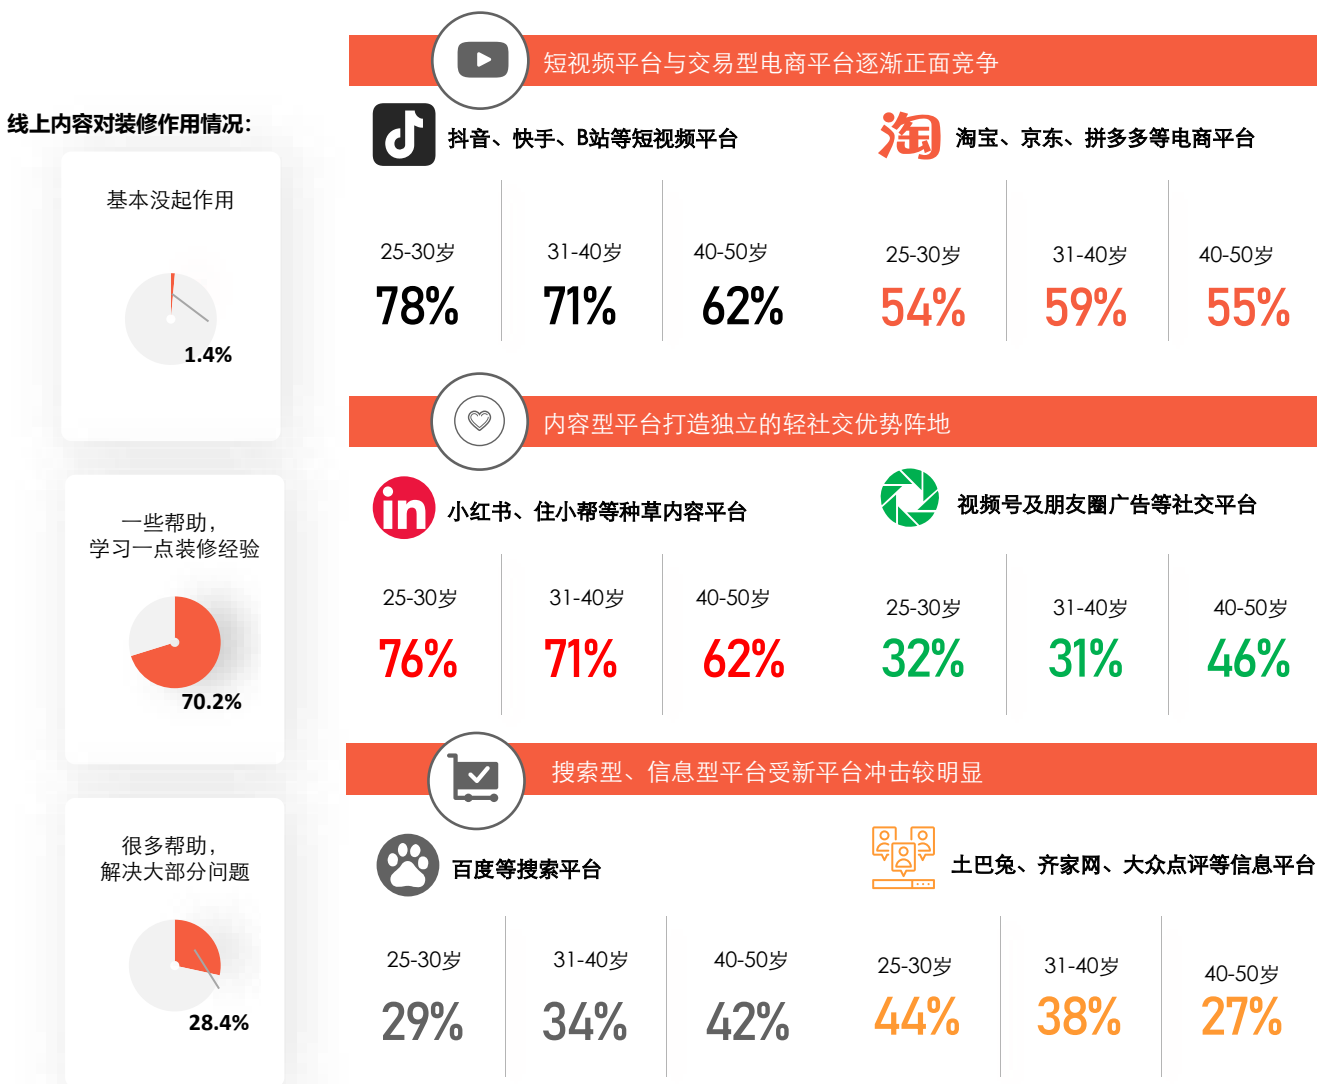 线上内容对装修作用情况：
基本没起作用
1.4%
一些帮助，
学习一点装修经验
70.2%
很多帮助，
解决大部分问题
28.4%
短视频平台与交易型电商平台逐渐正面竞争
抖音、快手、B站等短视频平台
25-30岁
31-40岁
40-50岁
78%
71%
62%
淘
淘宝、京东、拼多多等电商平台
25-30岁
31-40岁
40-50岁
54%
59%
55%
内容型平台打造独立的轻社交优势阵地
in
小红书、住小帮等种草内容平台
25-30岁
31-40岁
40-50岁
76%
71%
62%
视频号及朋友圈广告等社交平台
25-30岁
31-40岁
40-50岁
32%
31%
46%
搜索型、信息型平台受新平台冲击较明显
百度等搜索平台
25-30岁
31-40岁
40-50岁
29%
34%
42%
土巴兔、齐家网、大众点评等信息平台
25-30岁
31-40岁
40-50岁
44%
38%
27%